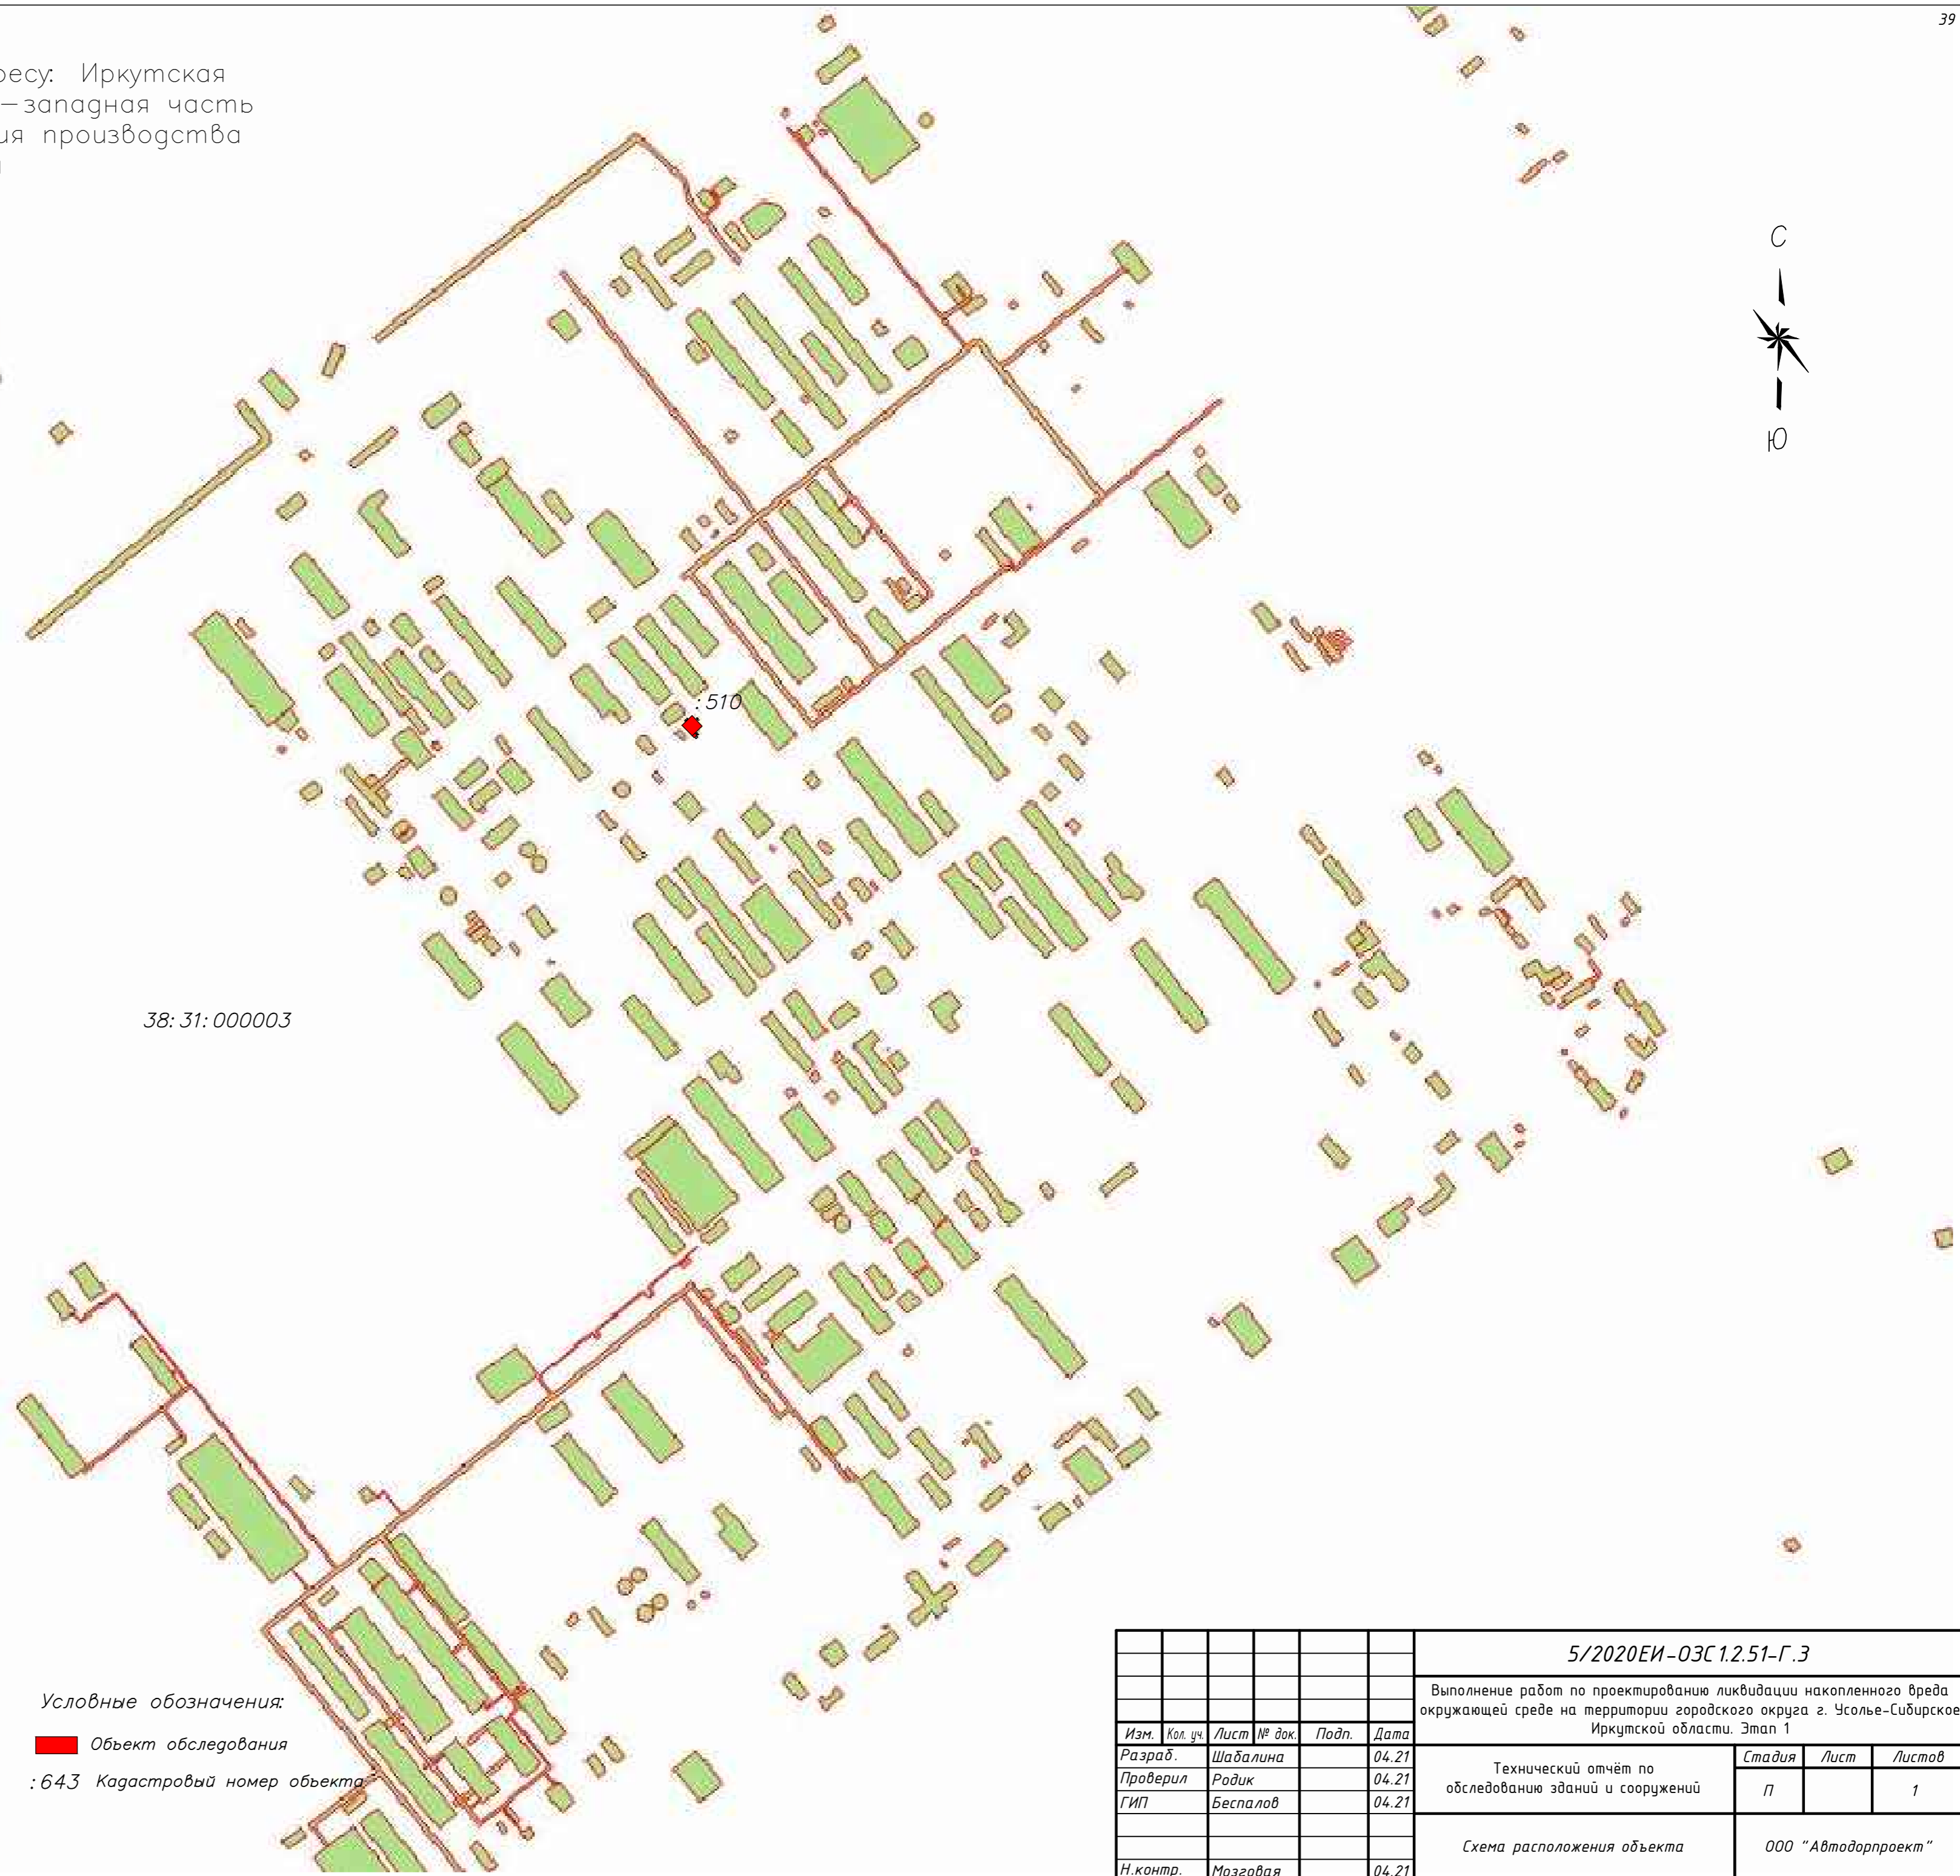 39
ресу: Иркутская
-западная часть
ия производства
С
Ю
:510
38:31:000003
Условные обозначения:
Объект обследования
:643 Кадастровый номер объекта
5/2020ЕИ-ОЗС1.2.51-Г.3
Выполнение работ по проектированию ликвидации накопленного вреда
окружающей среде на территории городского округа г. Усолье-Сибирское
Иркутской области. Этап 1
Изм. Кол. уч. Лист № док. Подп. Дата
Разраб. Шабалина 04.21
Проверил Родик 04.21
ГИП Беспалов 04.21
Н.контр. Мозговая 04.21
Технический отчёт по
обследованию зданий и сооружений
Стадия Лист Листов
П 1
Схема расположения объекта
ООО "Автодорпроект"